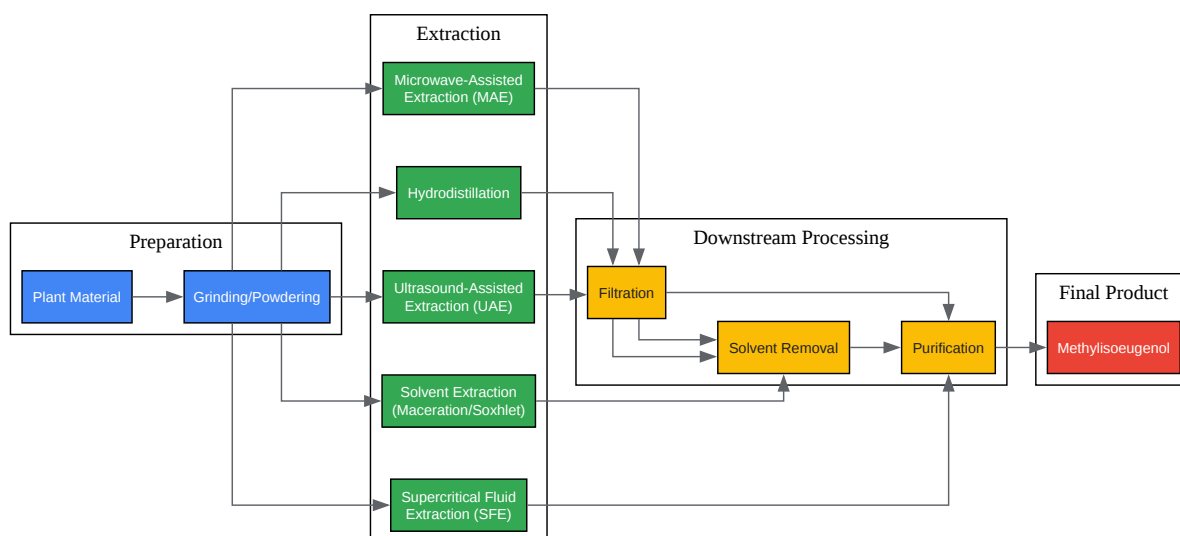 Extraction
Microwave-Assisted
Extraction (MAE)
Hydrodistillation
Preparation
Plant Material
Grinding/Powdering
Ultrasound-Assisted
Extraction (UAE)
Solvent Extraction
(Maceration/Soxhlet)
Supercritical Fluid
Extraction (SFE)
Downstream Processing
Filtration
Solvent Removal
Purification
Final Product
Methylisoeugenol